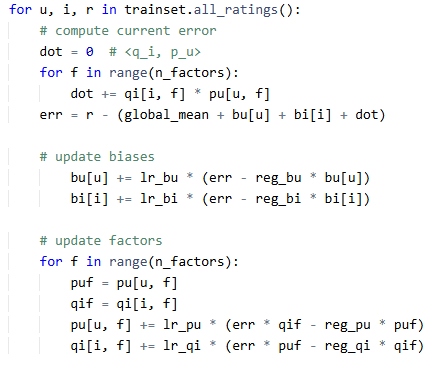 for u, i, r in trainset.all_ratings():
    # compute current error
    dot = 0  # <q_i, p_u>
    for f in range(n_factors):
        dot += qi[i, f] * pu[u, f]
    err = r - (global_mean + bu[u] + bi[i] + dot)

    # update biases
        bu[u] += lr_bu * (err - reg_bu * bu[u])
        bi[i] += lr_bi * (err - reg_bi * bi[i])

    # update factors
    for f in range(n_factors):
        puf = pu[u, f]
        qif = qi[i, f]
        pu[u, f] += lr_pu * (err * qif - reg_pu * puf)
        qi[i, f] += lr_qi * (err * puf - reg_qi * qif)